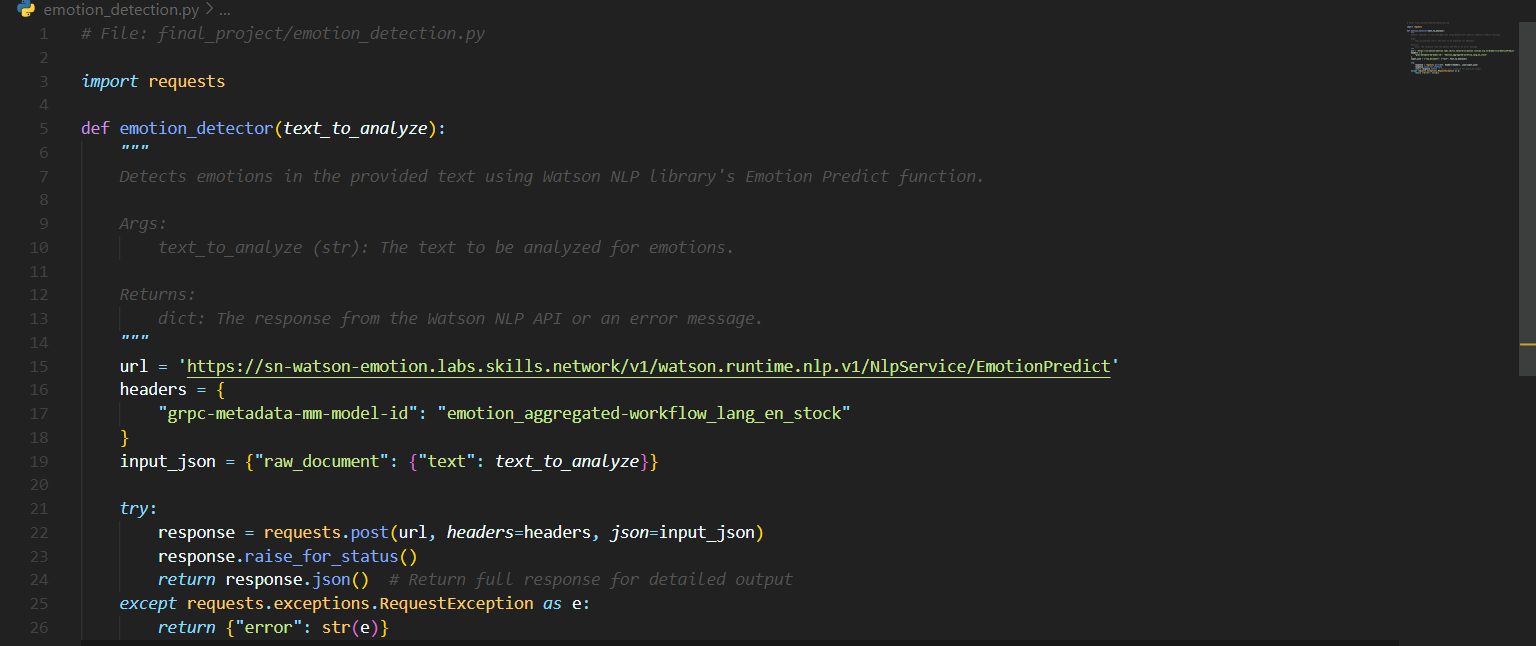 emotion_detection.py > ...
1 # File: final_project/emotion_detection.py
2
3 import requests
4
5 def emotion_detector(text_to_analyze):
6     """
7     Detects emotions in the provided text using Watson NLP library's Emotion Predict function.
8
9     Args:
10         text_to_analyze (str): The text to be analyzed for emotions.
11
12     Returns:
13         dict: The response from the Watson NLP API or an error message.
14     """
15     url = 'https://sn-watson-emotion.labs.skills.network/v1/watson.runtime.nlp.v1/NlpService/EmotionPredict'
16     headers = {
17         "grpc-metadata-mm-model-id": "emotion_aggregated-workflow_lang_en_stock"
18     }
19     input_json = {"raw_document": {"text": text_to_analyze}}
20
21     try:
22         response = requests.post(url, headers=headers, json=input_json)
23         response.raise_for_status()
24         return response.json()  # Return full response for detailed output
25     except requests.exceptions.RequestException as e:
26         return {"error": str(e)}